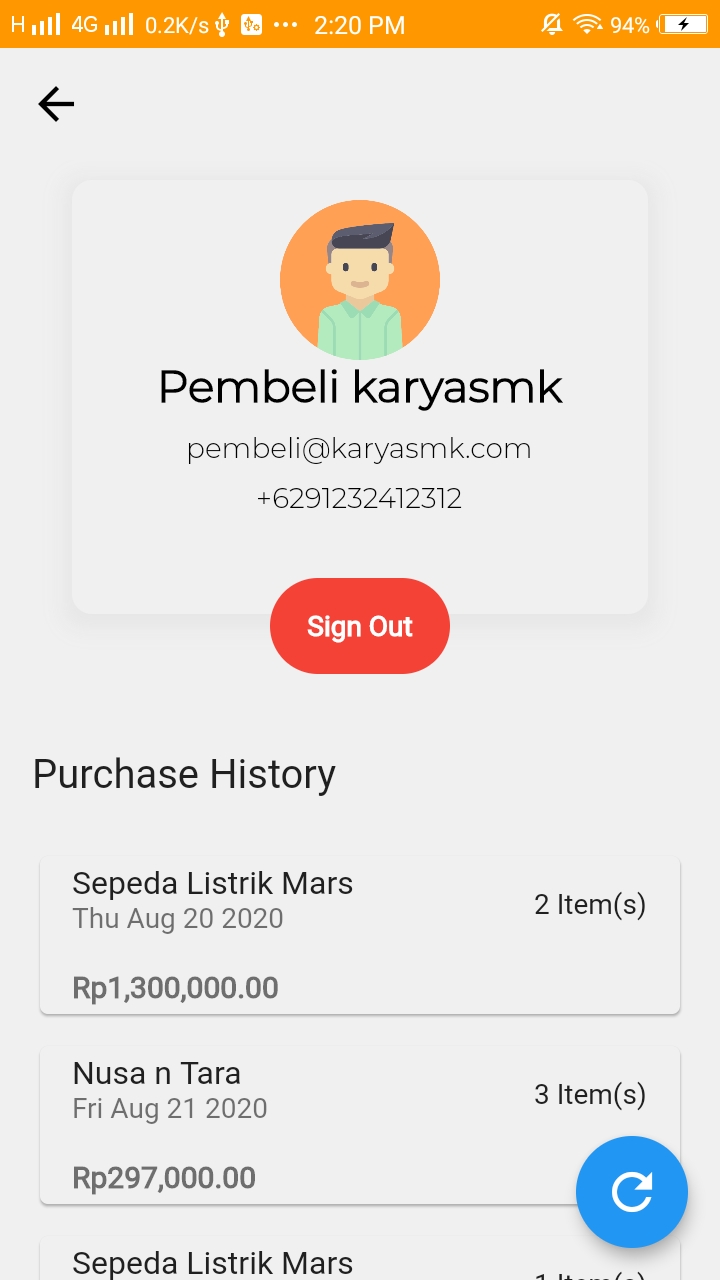 H 4G 0.2K/s 2:20 PM 94%
Pembeli karyasmk
pembeli@karyasmk.com
+6291232412312
Sign Out
Purchase History
Sepeda Listrik Mars
Thu Aug 20 2020
2 Item(s)
Rp1,300,000.00
Nusa n Tara
Fri Aug 21 2020
3 Item(s)
Rp297,000.00
Sepeda Listrik Mars